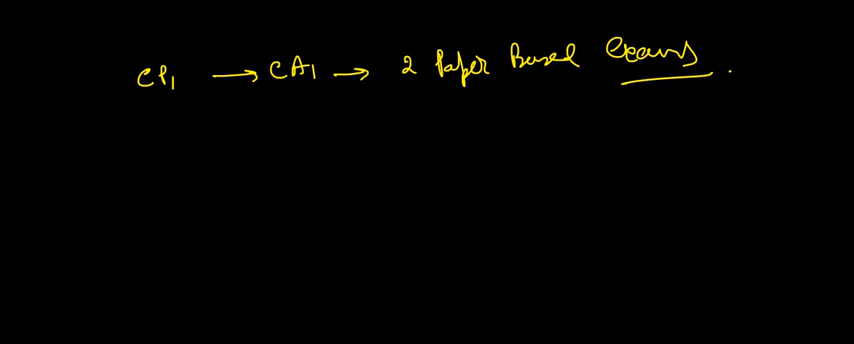 CP1 → CA1 → 2 Paper Based Exams.